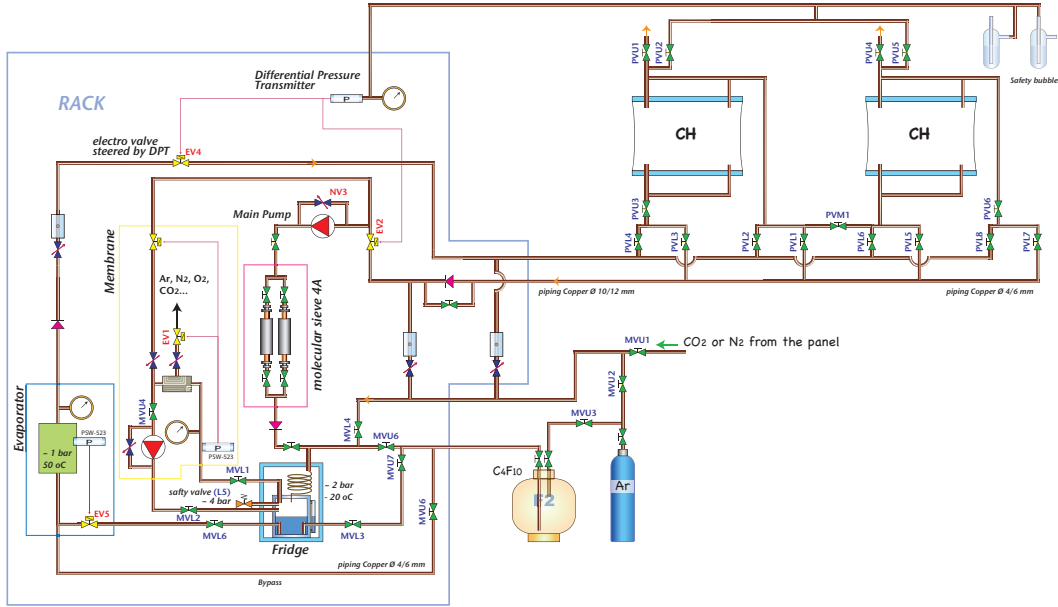 PVU1
PVU2
PVU4
PVU5
Safety bubble
RACK
Differential Pressure
Transmitter
P
CH
CH
electro valve
steered by DPT
EV4
NV3
Main Pump
EV2
PVU3
PVM1
PVU6
PVL4
PVL3
PVL2
PVL1
PVL6
PVL5
PVL8
PVL7
Membrane
Ar, N2, O2,
CO2...
EV1
molecular sieve 4A
piping Copper Ø 10/12 mm
piping Copper Ø 4/6 mm
MVU1
CO2 or N2 from the panel
MVU2
MVU3
Evaporator
MVU4
P
PSW-523
~ 1 bar
50 oC
P
PSW-523
MVL4
MVU6
MVU7
MVL1
C4F10
F2
Ar
~ 2 bar
- 20 oC
safty valve (L5)
~ 4 bar
EV5
MVL2
MVL6
MVL3
MVU6
Fridge
piping Copper Ø 4/6 mm
Bypass